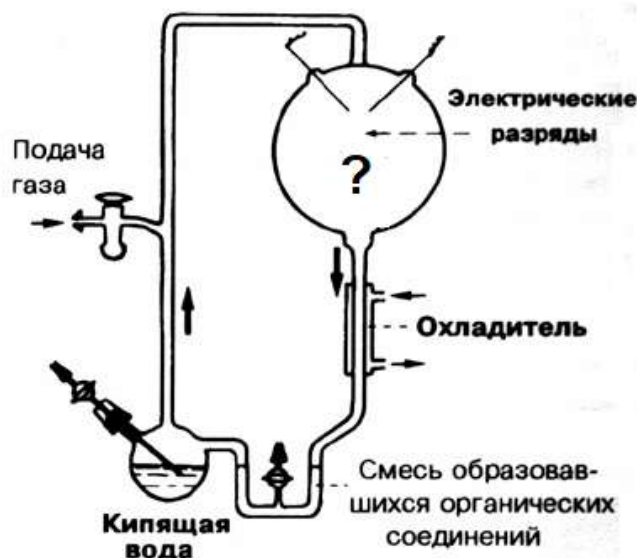 Электрические
разряды
Подача
газа
?
Охладитель
Смесь образовав-
шихся органических
соединений
Кипящая
вода